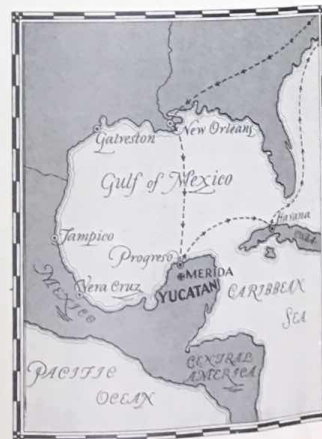 Galveston
New Orleans
Gulf of Mexico
Havana
CUBA
Tampico
Progreso
MERIDA
Vera Cruz
YUCATAN
MEXICO
CARIBBEAN
SEA
CENTRAL
AMERICA
PACIFIC
OCEAN